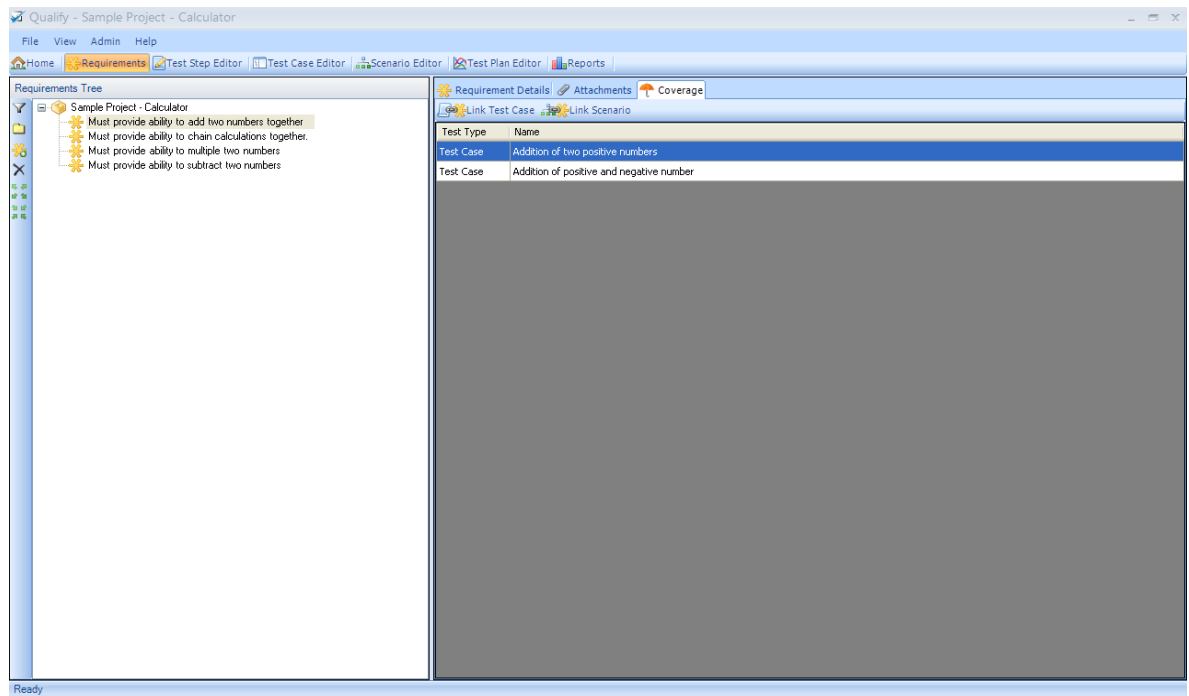 Qualify - Sample Project - Calculator
File View Admin Help
Home Requirements Test Step Editor Test Case Editor Scenario Editor Test Plan Editor Reports
Requirements Tree
Sample Project - Calculator
Must provide ability to add two numbers together
Must provide ability to chain calculations together.
Must provide ability to multiple two numbers
Must provide ability to subtract two numbers
Requirement Details Attachments Coverage
Link Test Case Link Scenario
Test Type Name
Test Case Addition of two positive numbers
Test Case Addition of positive and negative number
Ready